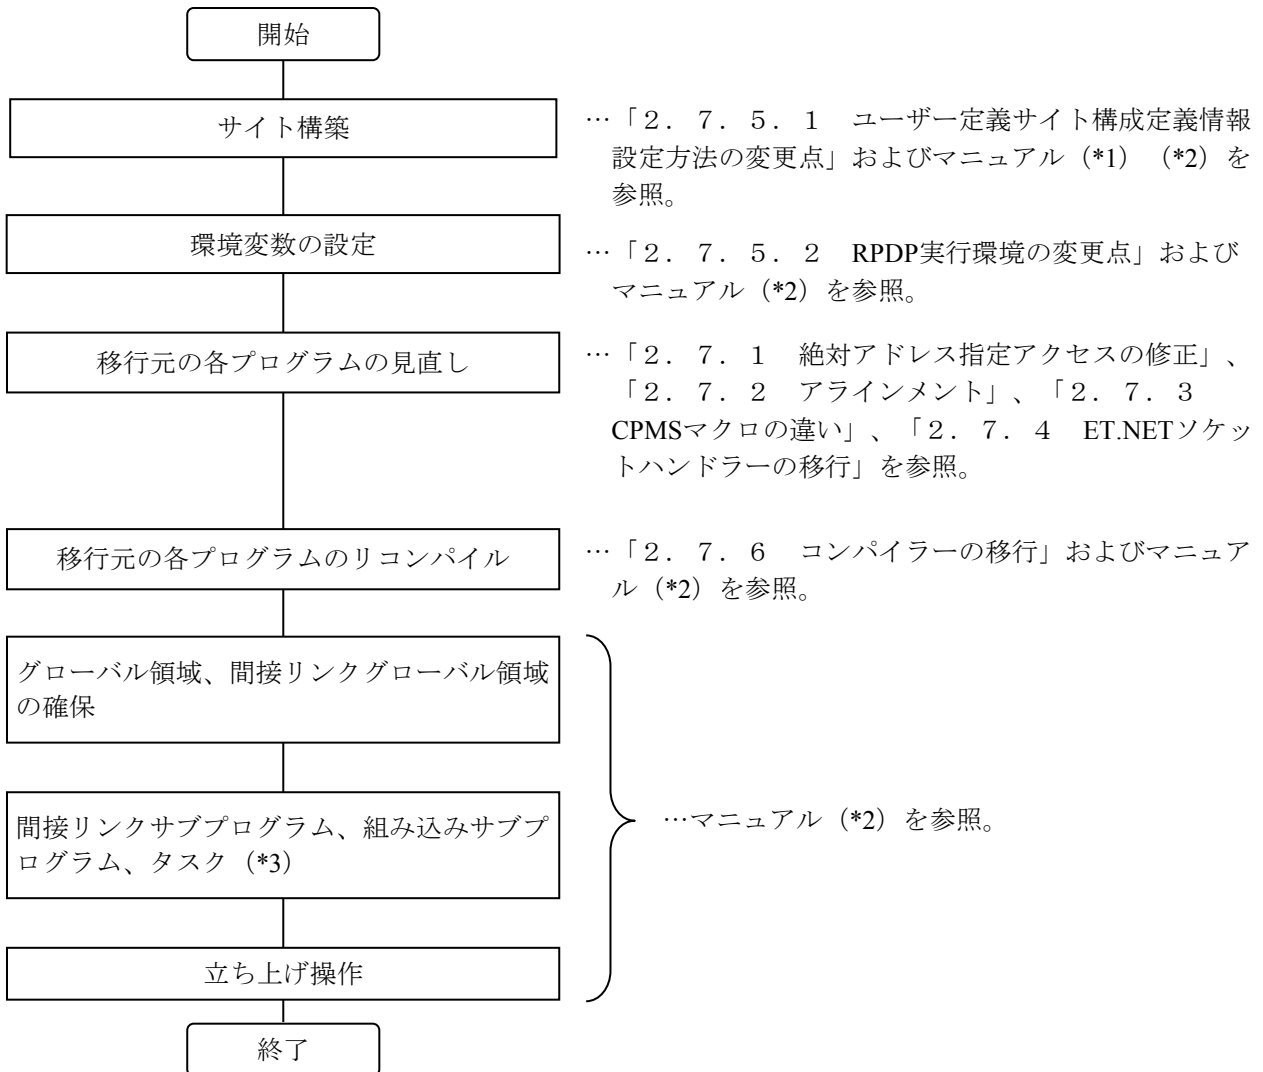 開始
サイト構築
…「２．７．５．１　ユーザー定義サイト構成定義情報
設定方法の変更点」およびマニュアル（*1）（*2）を
参照。
環境変数の設定
…「２．７．５．２　RPDP実行環境の変更点」および
マニュアル（*2）を参照。
移行元の各プログラムの見直し
…「２．７．１　絶対アドレス指定アクセスの修正」、
「２．７．２　アラインメント」、「２．７．３
CPMSマクロの違い」、「２．７．４　ET.NETソケッ
トハンドラーの移行」を参照。
移行元の各プログラムのリコンパイル
…「２．７．６　コンパイラーの移行」およびマニュア
ル（*2）を参照。
グローバル領域、間接リンクグローバル領域
の確保
間接リンクサブプログラム、組み込みサブプ
ログラム、タスク（*3）
…マニュアル（*2）を参照。
立ち上げ操作
終了